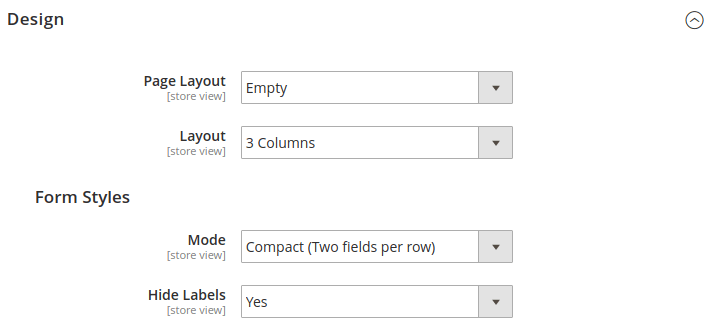 Design
Page Layout
[store view]
Empty
Layout
[store view]
3 Columns
Form Styles
Mode
[store view]
Compact (Two fields per row)
Hide Labels
[store view]
Yes